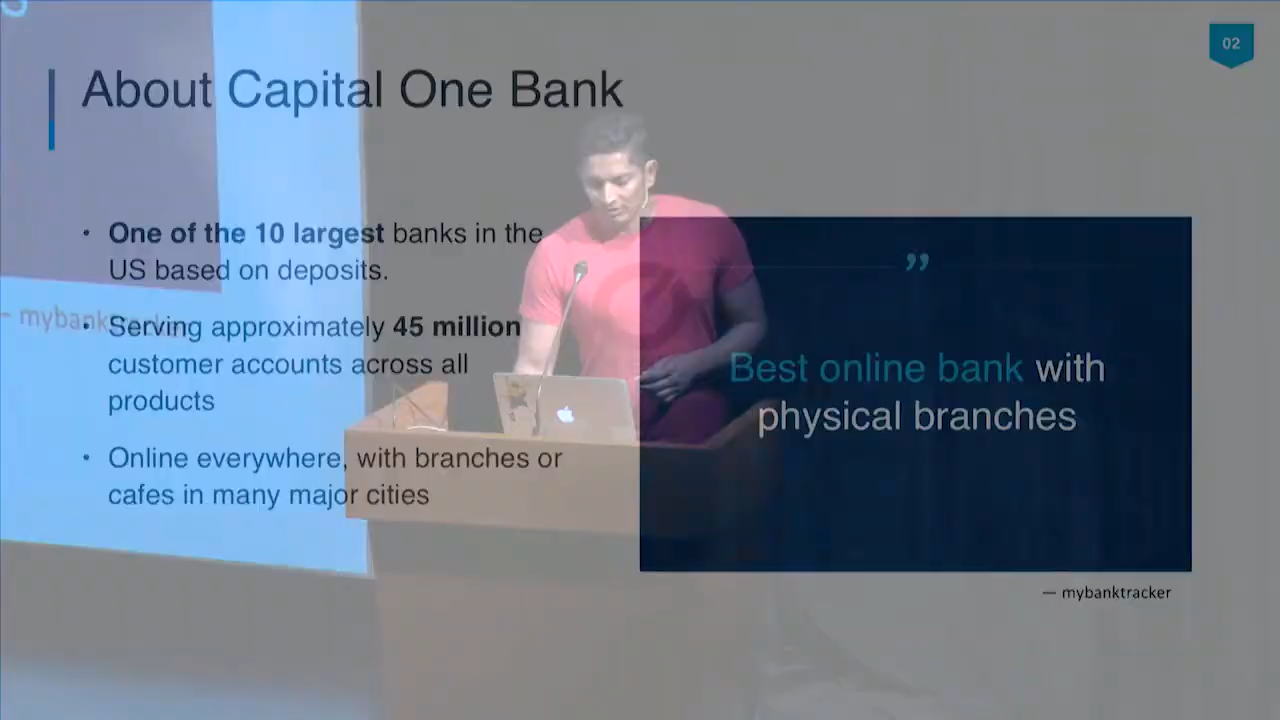 02
About Capital One Bank
• One of the 10 largest banks in the
US based on deposits.
• Serving approximately 45 million
customer accounts across all
products
• Online everywhere, with branches or
cafes in many major cities
”
Best online bank with
physical branches
— mybanktracker